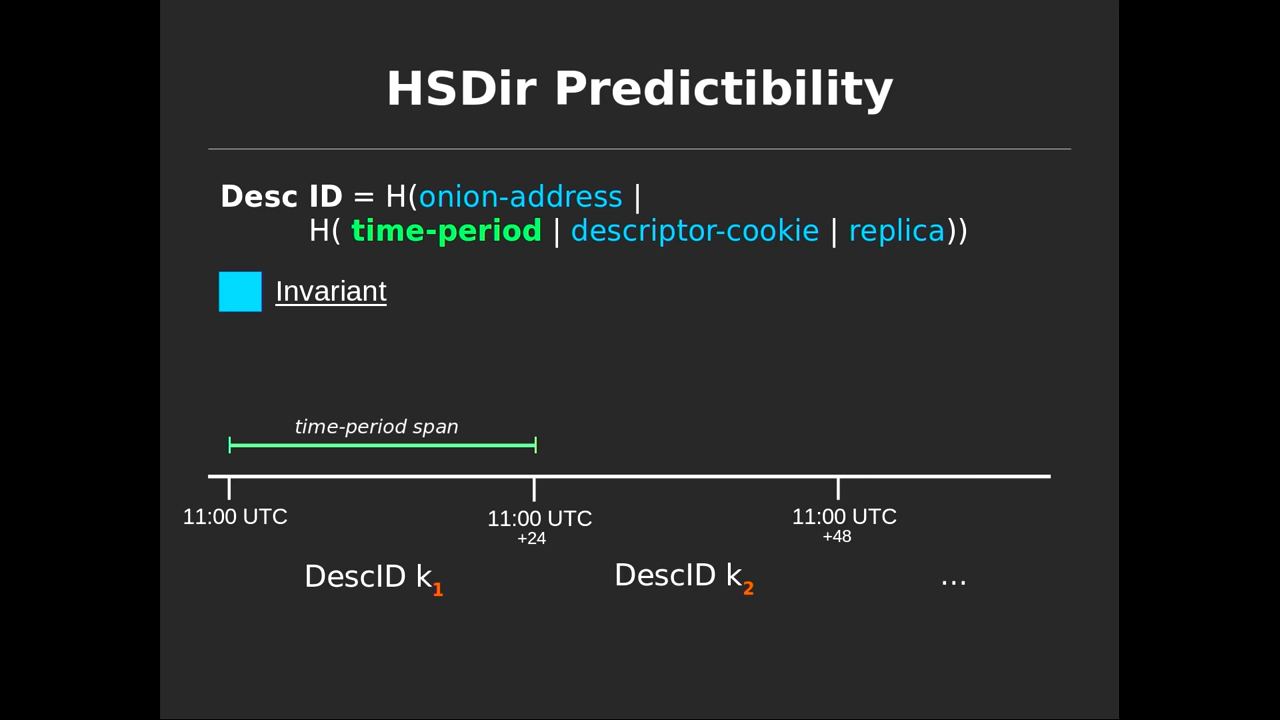 HSDir Predictibility
Desc ID = H(onion-address |
H( time-period | descriptor-cookie | replica))
Invariant
time-period span
11:00 UTC
11:00 UTC
+24
11:00 UTC
+48
DescID k1
DescID k2
...